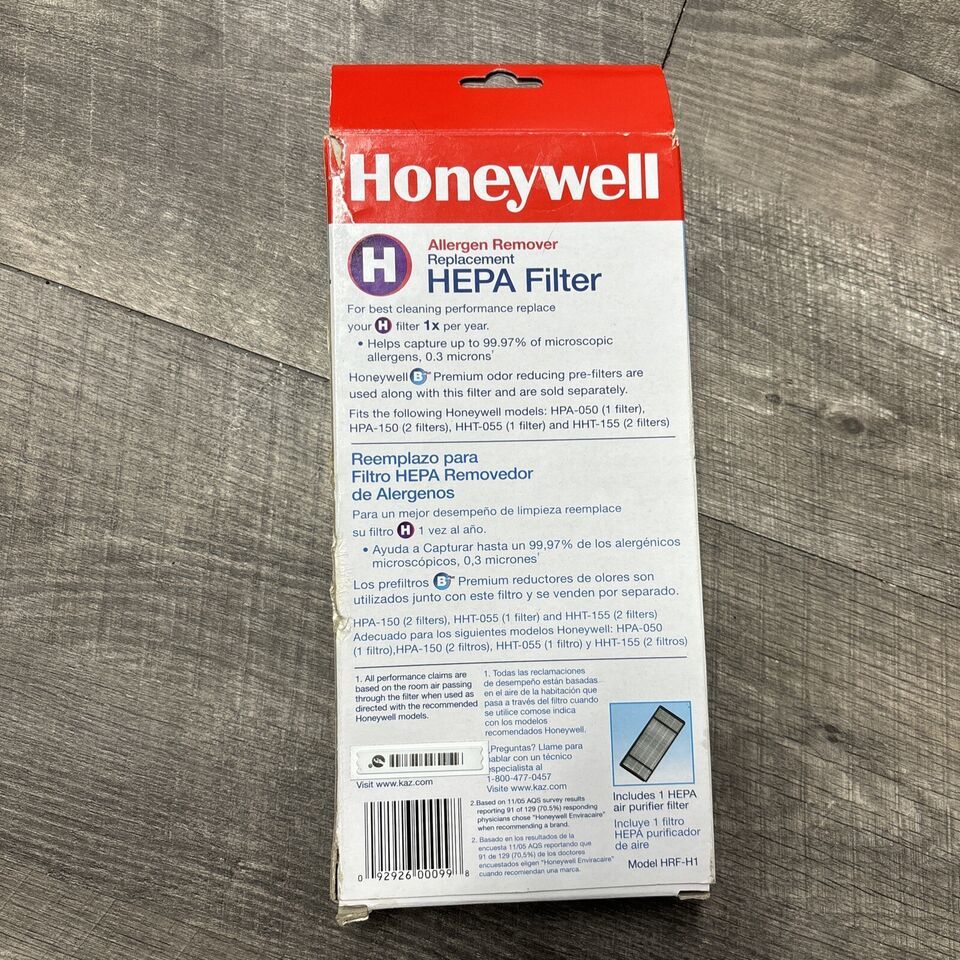 Honeywell
H
Allergen Remover
Replacement
HEPA Filter
For best cleaning performance replace
your H filter 1x per year.
• Helps capture up to 99.97% of microscopic
allergens, 0.3 microns¹
Honeywell B™ Premium odor reducing pre-filters are
used along with this filter and are sold separately.
Fits the following Honeywell models: HPA-050 (1 filter),
HPA-150 (2 filters), HHT-055 (1 filter) and HHT-155 (2 filters)
Reemplazo para
Filtro HEPA Removedor
de Alergenos
Para un mejor desempeño de limpieza reemplace
su filtro H 1 vez al año.
• Ayuda a Capturar hasta un 99,97% de los alergénicos
microscópicos, 0,3 micrones¹
Los prefiltros B™ Premium reductores de olores son
utilizados junto con este filtro y se venden por separado.
HPA-150 (2 filters), HHT-055 (1 filter) and HHT-155 (2 filters)
Adecuado para los siguientes modelos Honeywell: HPA-050
(1 filtro),HPA-150 (2 filtros), HHT-055 (1 filtro) y HHT-155 (2 filtros)
1. All performance claims are
based on the room air passing
through the filter when used as
directed with the recommended
Honeywell models.
1. Todas las reclamaciones
de desempeño están basadas
en el aire de la habitación que
pasa a través del filtro cuando
se utilice comose indica
con los modelos
recomendados Honeywell.
¿Preguntas? Llame para
hablar con un técnico
especialista al
1-800-477-0457
Visite www.kaz.com
Visit www.kaz.com
2.Based on 11/05 AQS survey results
reporting 91 of 129 (70.5%) responding
physicians chose "Honeywell Enviracaire"
when recommending a brand.
2. Basado en los resultados de la
encuesta 11/05 AQS reportando que
91 de 129 (70,5%) de los doctores
encuestados eligen "Honeywell Enviracaire"
cuando recomiendan una marca.
Includes 1 HEPA
air purifier filter
Incluye 1 filtro
HEPA purificador
de aire
Model HRF-H1
0 92926 00099 8